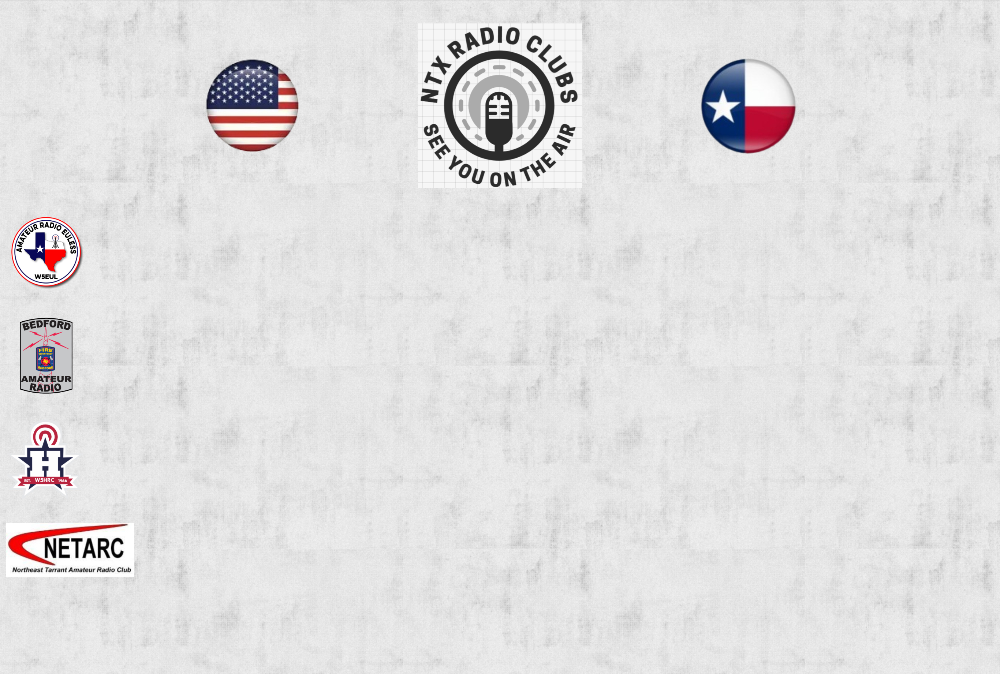 NTX RADIO CLUBS
SEE YOU ON THE AIR
AMATEUR RADIO EULESS
W5EUL
BEDFORD
FIRE
DEPARTMENT
BEDFORD
AMATEUR
RADIO
H
EST. W5HRC 1966
NETARC
Northeast Tarrant Amateur Radio Club